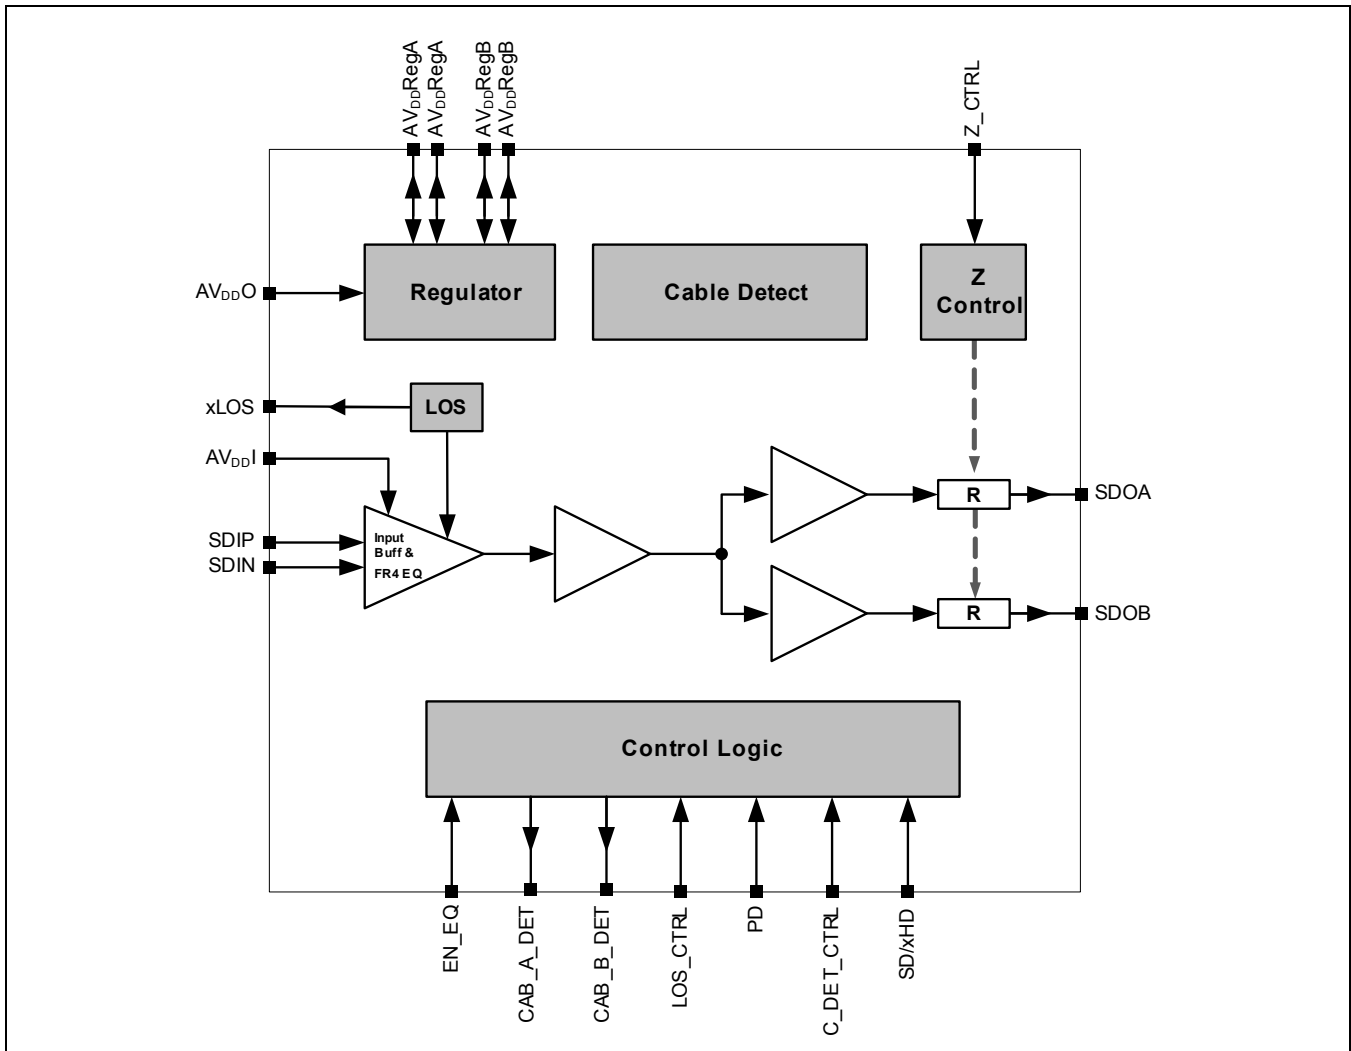 AVDDRegA
AVDDRegA
AVDDRegB
AVDDRegB
Z_CTRL
AVDDO
Regulator
Cable Detect
Z
Control
xLOS
LOS
AVDDI
SDIP
SDIN
Input
Buff &
FR4 EQ
R
SDOA
R
SDOB
Control Logic
EN_EQ
CAB_A_DET
CAB_B_DET
LOS_CTRL
PD
C_DET_CTRL
SD/xHD